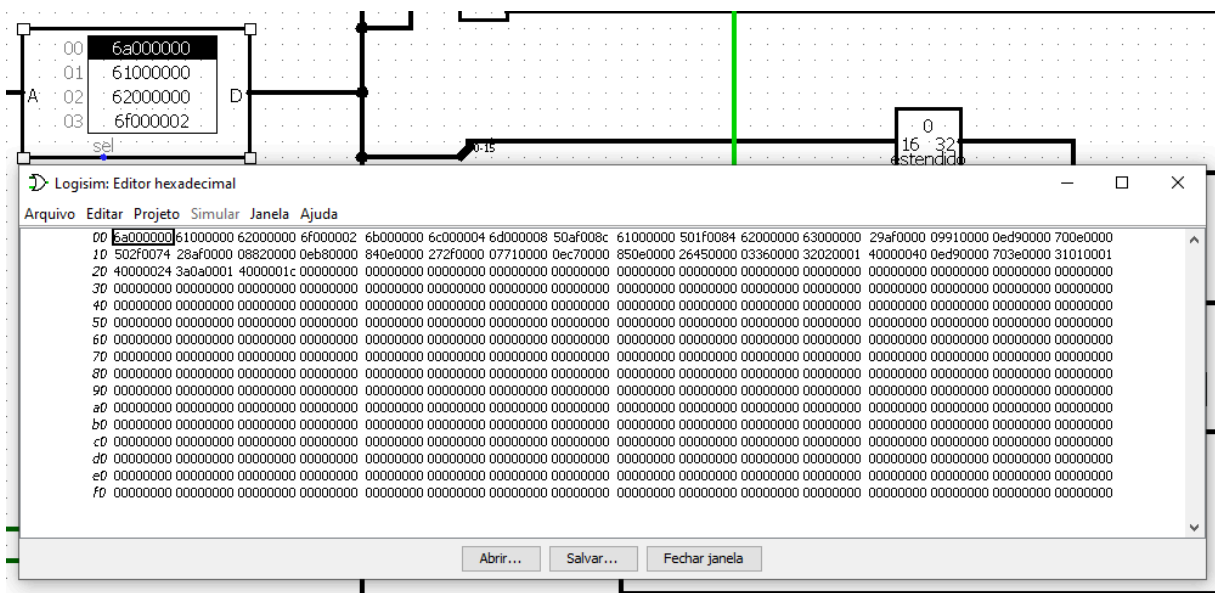 00 6a000000
01 61000000
A 02 62000000 D
03 6f000002
sel
0-15
0
16 32
estendido
Logisim: Editor hexadecimal
Arquivo Editar Projeto Simular Janela Ajuda
00 6a000000 61000000 62000000 6f000002 6b000000 6c000004 6d000008 50af008c 61000000 501f0084 62000000 63000000 29af0000 09910000 0ed90000 700e0000
10 502f0074 28af0000 08820000 0eb80000 840e0000 272f0000 07710000 0ec70000 850e0000 26450000 03360000 32020001 40000040 0ed90000 703e0000 31010001
20 40000024 3a0a0001 4000001c 00000000 00000000 00000000 00000000 00000000 00000000 00000000 00000000 00000000 00000000 00000000 00000000 00000000
30 00000000 00000000 00000000 00000000 00000000 00000000 00000000 00000000 00000000 00000000 00000000 00000000 00000000 00000000 00000000 00000000
40 00000000 00000000 00000000 00000000 00000000 00000000 00000000 00000000 00000000 00000000 00000000 00000000 00000000 00000000 00000000 00000000
50 00000000 00000000 00000000 00000000 00000000 00000000 00000000 00000000 00000000 00000000 00000000 00000000 00000000 00000000 00000000 00000000
60 00000000 00000000 00000000 00000000 00000000 00000000 00000000 00000000 00000000 00000000 00000000 00000000 00000000 00000000 00000000 00000000
70 00000000 00000000 00000000 00000000 00000000 00000000 00000000 00000000 00000000 00000000 00000000 00000000 00000000 00000000 00000000 00000000
80 00000000 00000000 00000000 00000000 00000000 00000000 00000000 00000000 00000000 00000000 00000000 00000000 00000000 00000000 00000000 00000000
90 00000000 00000000 00000000 00000000 00000000 00000000 00000000 00000000 00000000 00000000 00000000 00000000 00000000 00000000 00000000 00000000
a0 00000000 00000000 00000000 00000000 00000000 00000000 00000000 00000000 00000000 00000000 00000000 00000000 00000000 00000000 00000000 00000000
b0 00000000 00000000 00000000 00000000 00000000 00000000 00000000 00000000 00000000 00000000 00000000 00000000 00000000 00000000 00000000 00000000
c0 00000000 00000000 00000000 00000000 00000000 00000000 00000000 00000000 00000000 00000000 00000000 00000000 00000000 00000000 00000000 00000000
d0 00000000 00000000 00000000 00000000 00000000 00000000 00000000 00000000 00000000 00000000 00000000 00000000 00000000 00000000 00000000 00000000
e0 00000000 00000000 00000000 00000000 00000000 00000000 00000000 00000000 00000000 00000000 00000000 00000000 00000000 00000000 00000000 00000000
f0 00000000 00000000 00000000 00000000 00000000 00000000 00000000 00000000 00000000 00000000 00000000 00000000 00000000 00000000 00000000 00000000
Abrir... Salvar... Fechar janela